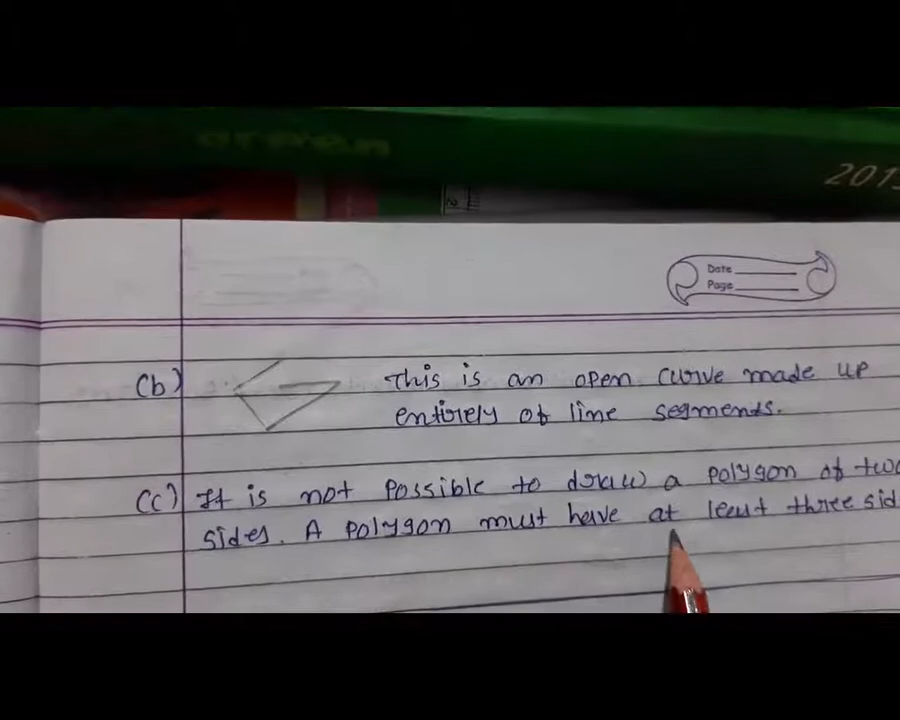 2015
Date
Page
(b) This is an open curve made up
entirely of line segments.
(c) It is not possible to draw a polygon of two
sides. A polygon must have at least three sid